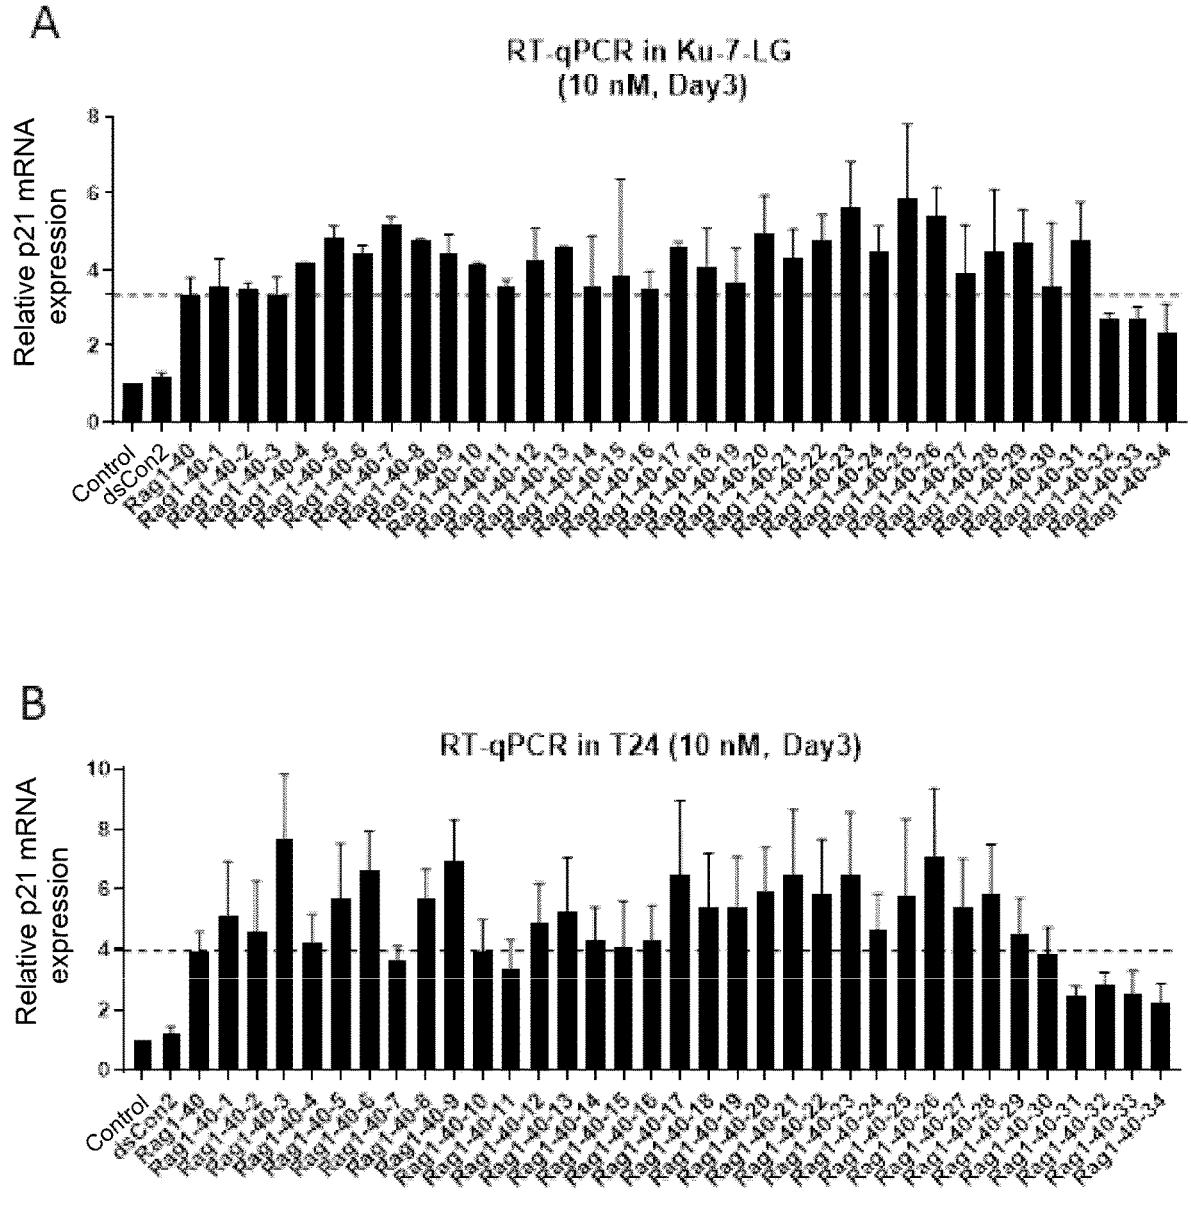 A
RT-qPCR in Ku-7-LG
(10 nM, Day3)
Relative p21 mRNA
expression
8
6
4
2
0
Control
dsCon2
Rag1-40
Rag1-40-1
Rag1-40-2
Rag1-40-3
Rag1-40-4
Rag1-40-5
Rag1-40-6
Rag1-40-7
Rag1-40-8
Rag1-40-9
Rag1-40-10
Rag1-40-11
Rag1-40-12
Rag1-40-13
Rag1-40-14
Rag1-40-15
Rag1-40-16
Rag1-40-17
Rag1-40-18
Rag1-40-19
Rag1-40-20
Rag1-40-21
Rag1-40-22
Rag1-40-23
Rag1-40-24
Rag1-40-25
Rag1-40-26
Rag1-40-27
Rag1-40-28
Rag1-40-29
Rag1-40-30
Rag1-40-31
Rag1-40-32
Rag1-40-33
Rag1-40-34
B
RT-qPCR in T24 (10 nM, Day3)
Relative p21 mRNA
expression
10
8
6
4
2
0
Control
dsCon2
Rag1-40
Rag1-40-1
Rag1-40-2
Rag1-40-3
Rag1-40-4
Rag1-40-5
Rag1-40-6
Rag1-40-7
Rag1-40-8
Rag1-40-9
Rag1-40-10
Rag1-40-11
Rag1-40-12
Rag1-40-13
Rag1-40-14
Rag1-40-15
Rag1-40-16
Rag1-40-17
Rag1-40-18
Rag1-40-19
Rag1-40-20
Rag1-40-21
Rag1-40-22
Rag1-40-23
Rag1-40-24
Rag1-40-25
Rag1-40-26
Rag1-40-27
Rag1-40-28
Rag1-40-29
Rag1-40-30
Rag1-40-31
Rag1-40-32
Rag1-40-33
Rag1-40-34